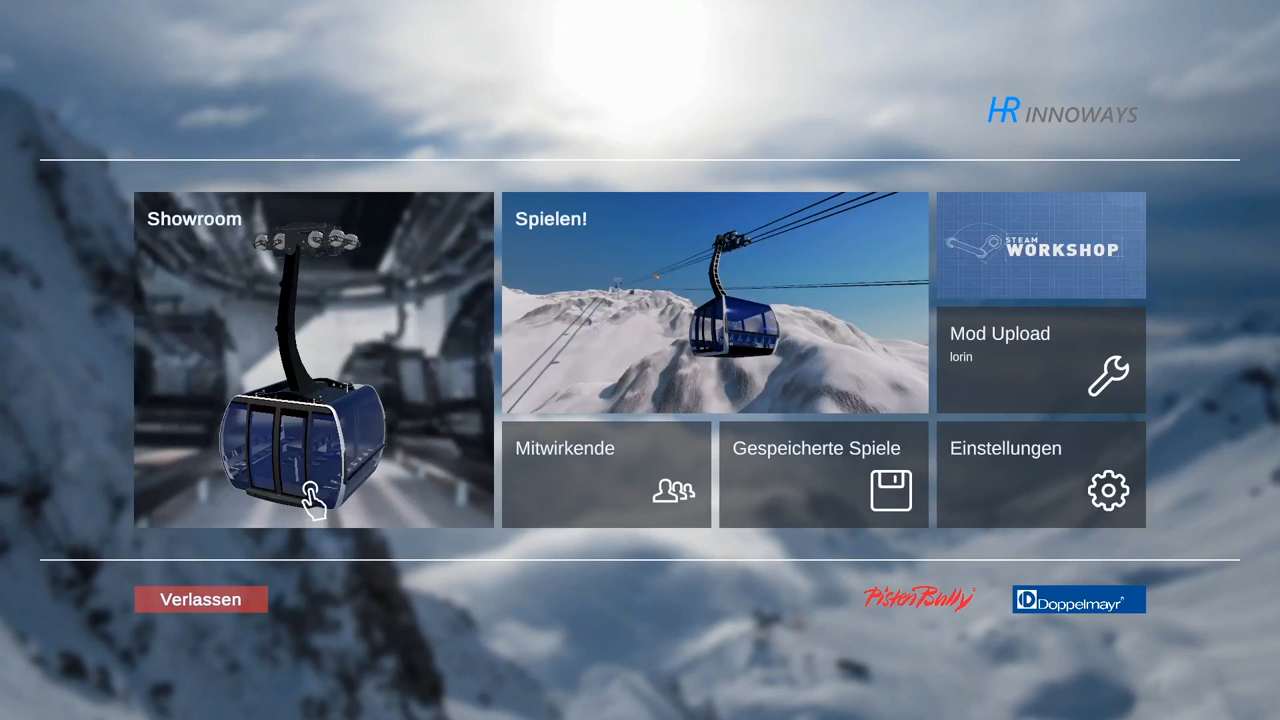 HR INNOWAYS
Showroom
Spielen!
STEAM
WORKSHOP
Mod Upload
lorin
Mitwirkende
Gespeicherte Spiele
Einstellungen
Verlassen
PistenBully
Doppelmayr